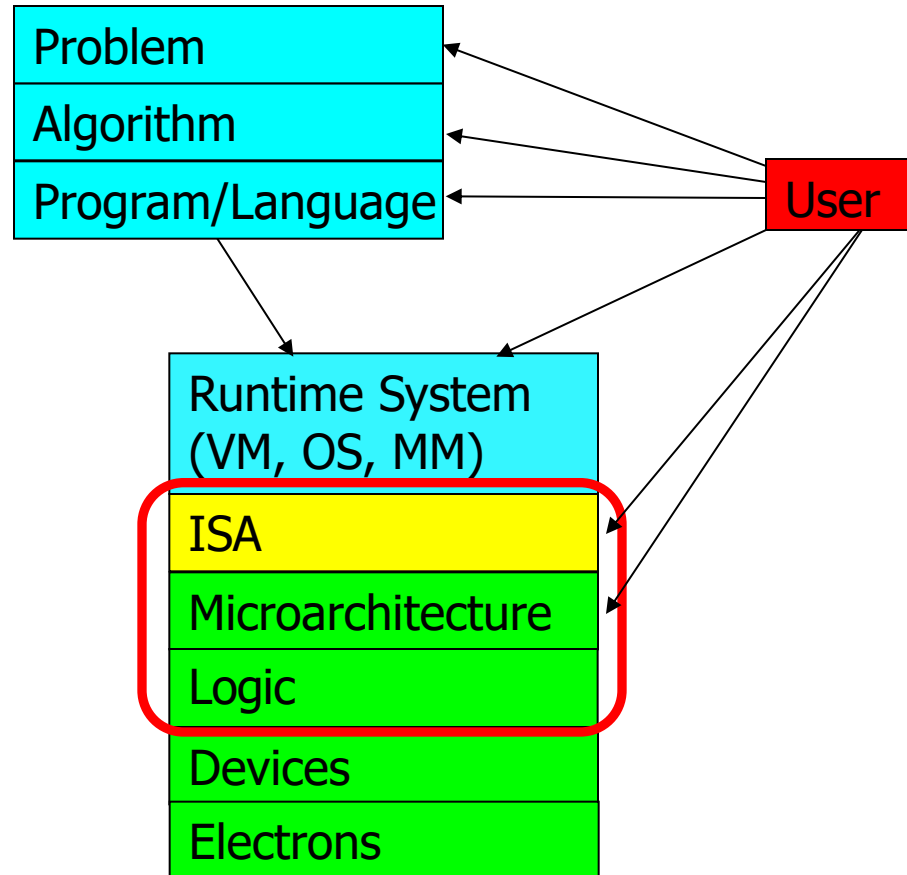 Problem
Algorithm
Program/Language
User
Runtime System
(VM, OS, MM)
ISA
Microarchitecture
Logic
Devices
Electrons